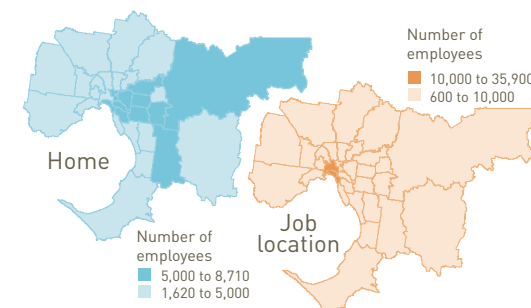 Home
Number of
employees
5,000 to 8,710
1,620 to 5,000
Number of
employees
10,000 to 35,900
600 to 10,000
Job
location